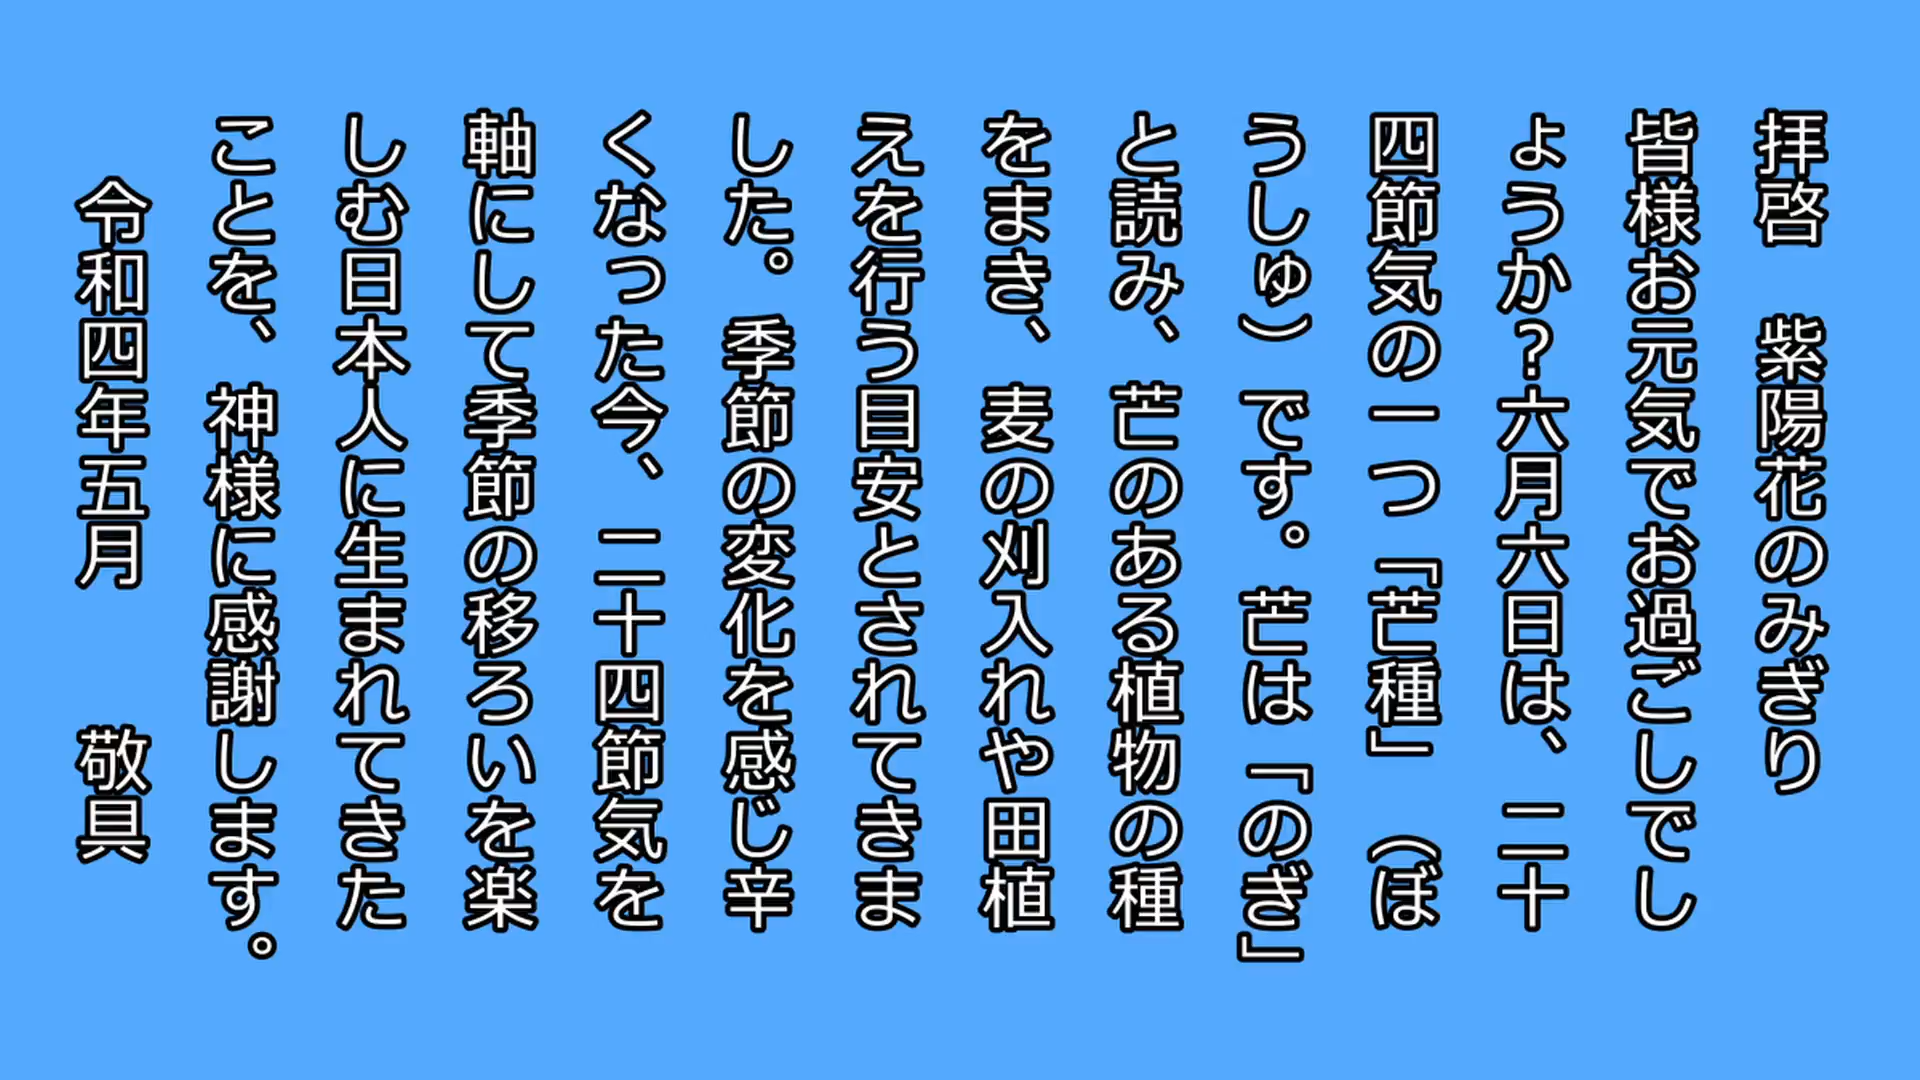 拝啓　紫陽花のみぎり
皆様お元気でお過ごしでし
ょうか？六月六日は、二十
四節気の一つ「芒種」（ぼ
うしゅ）です。芒は「のぎ」
と読み、芒のある植物の種
をまき、麦の刈入れや田植
えを行う目安とされてきま
した。季節の変化を感じ辛
くなった今、二十四節気を
軸にして季節の移ろいを楽
しむ日本人に生まれてきた
ことを、神様に感謝します。
　令和四年五月　　敬具